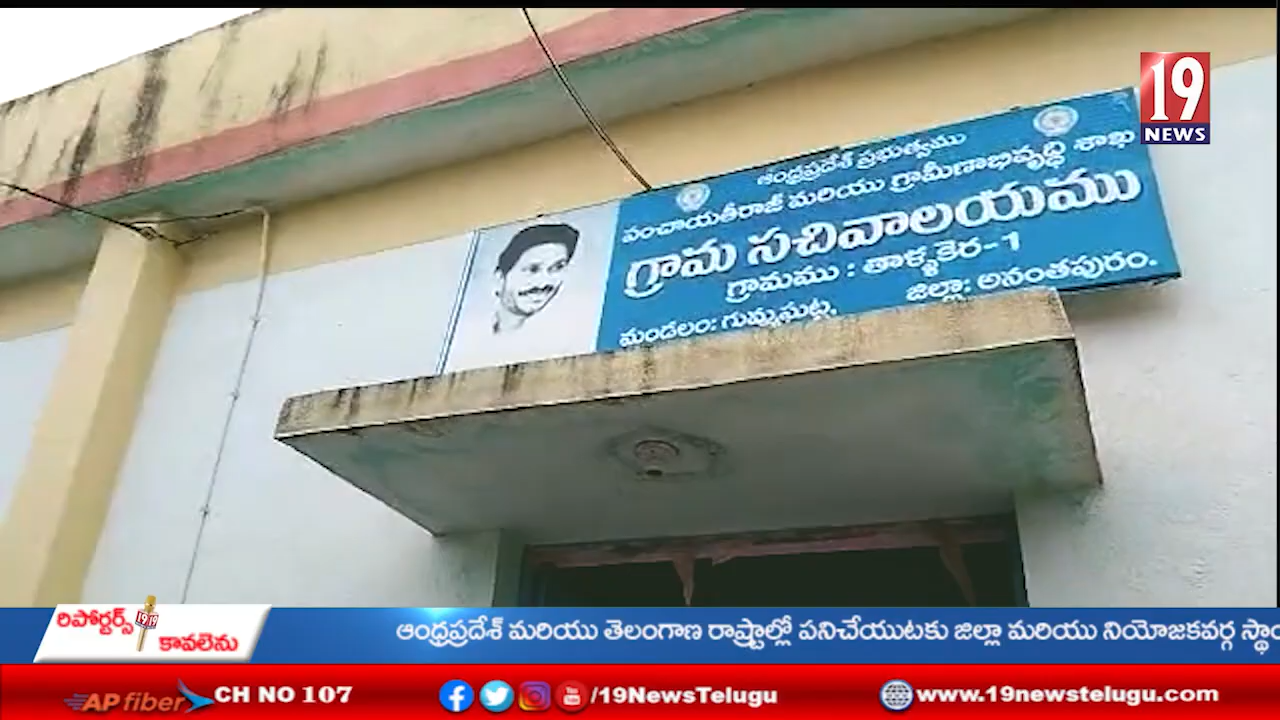 19
NEWS
ఆంధ్రప్రదేశ్ ప్రభుత్వము
పంచాయతీరాజ్ మరియు గ్రామీణాభివృద్ధి శాఖ
గ్రామ సచివాలయము
గ్రామము : తాళ్ళకెర-1
మండలం: గుమ్మఘట్ట, జిల్లా: అనంతపురం.
రిపోర్టర్స్
కావలెను
ఆంధ్రప్రదేశ్ మరియు తెలంగాణ రాష్ట్రాల్లో పనిచేయుటకు జిల్లా మరియు నియోజకవర్గ
AP fiber CH NO 107
/19NewsTelugu
www.19newstelugu.com